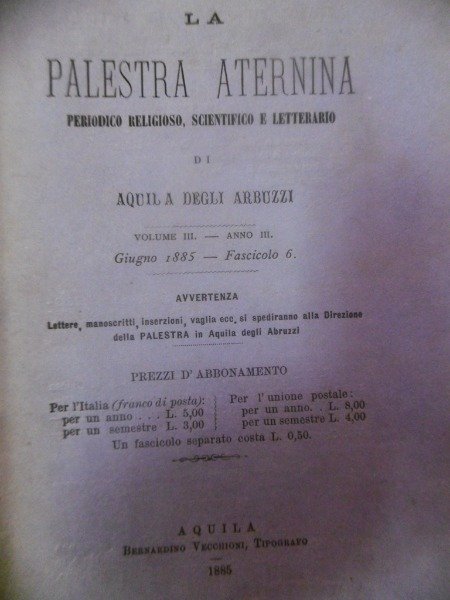 LA
PALESTRA ATERNINA
PERIODICO RELIGIOSO, SCIENTIFICO E LETTERARIO
DI
AQUILA DEGLI ARBUZZI
VOLUME III. — ANNO III.
Giugno 1885 — Fascicolo 6.
AVVERTENZA
Lettere, manoscritti, inserzioni, vaglia ecc. si spediranno alla Direzione
della PALESTRA in Aquila degli Abruzzi
PREZZI D'ABBONAMENTO
Per l'Italia (franco di posta):
per un anno . . . L. 5,00
per un semestre L. 3,00
Per l'unione postale:
per un anno. . L. 8,00
per un semestre L. 4,00
Un fascicolo separato costa L. 0,50.
AQUILA
BERNARDINO VECCHIONI, TIPOGRAFO
1885